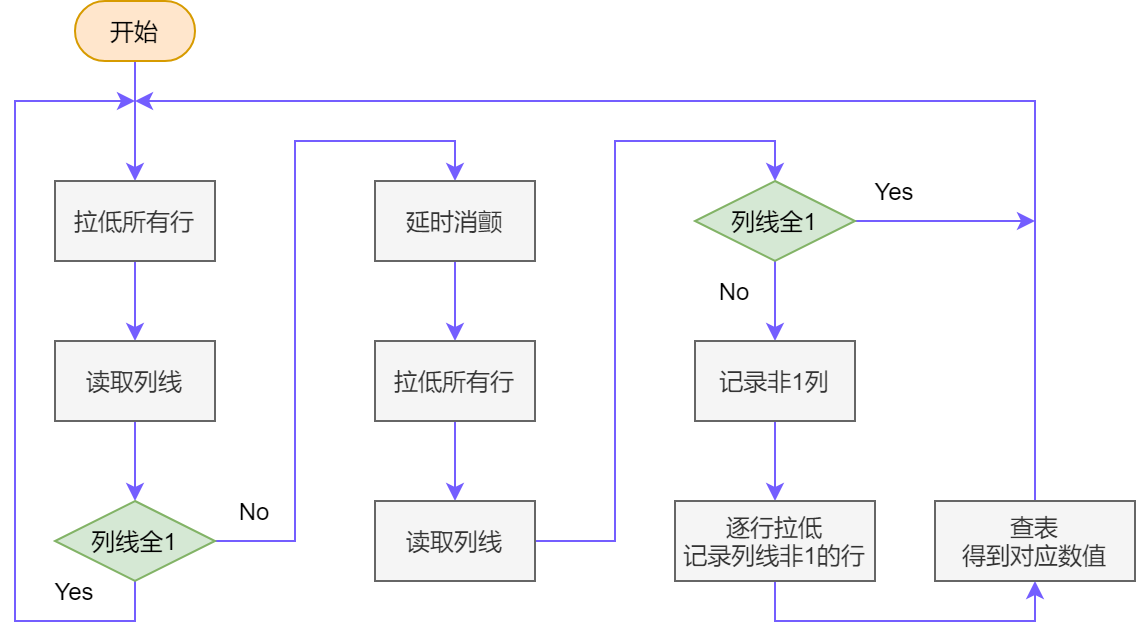 开始
拉低所有行
读取列线
列线全1
Yes
No
延时消颤
拉低所有行
读取列线
列线全1
Yes
No
记录非1列
逐行拉低
记录列线非1的行
查表
得到对应数值